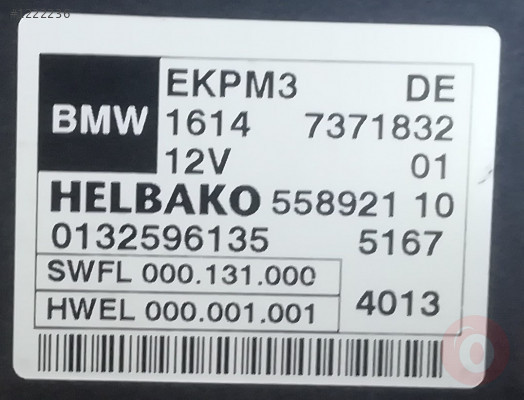 EKPM3 DE
BMW 1614 7371832
12V 01
HELBAKO 558921 10
0132596135 5167
SWFL 000.131.000
HWEL 000.001.001 4013